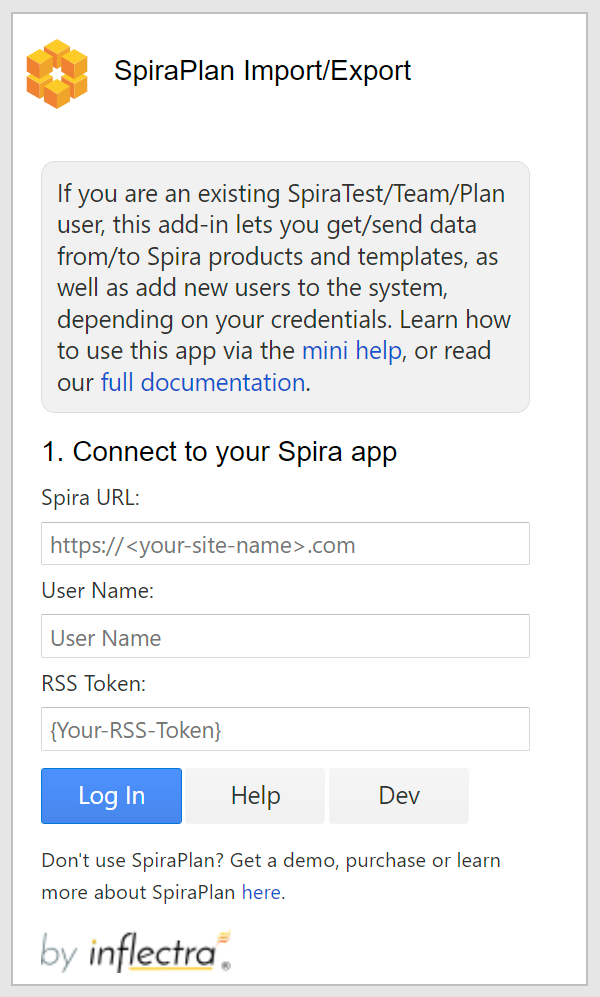 SpiraPlan Import/Export
If you are an existing SpiraTest/Team/Plan
user, this add-in lets you get/send data
from/to Spira products and templates, as
well as add new users to the system,
depending on your credentials. Learn how
to use this app via the mini help, or read
our full documentation.
1. Connect to your Spira app
Spira URL:
https://<your-site-name>.com
User Name:
User Name
RSS Token:
{Your-RSS-Token}
Log In Help Dev
Don't use SpiraPlan? Get a demo, purchase or learn
more about SpiraPlan here.
by inflectra®